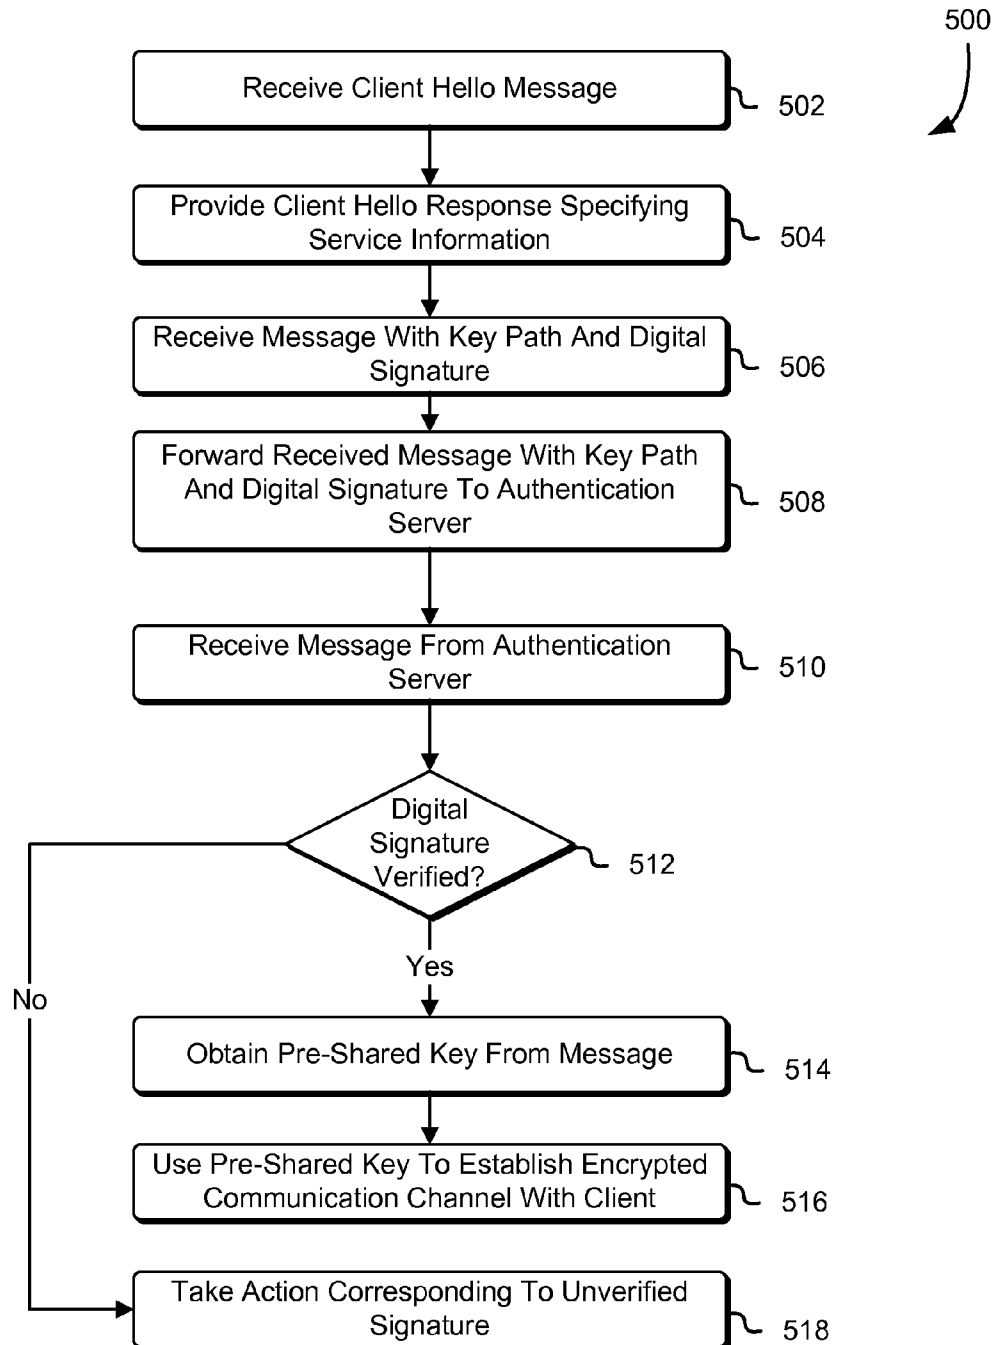 500
Receive Client Hello Message
502
Provide Client Hello Response Specifying
Service Information
504
Receive Message With Key Path And Digital
Signature
506
Forward Received Message With Key Path
And Digital Signature To Authentication
Server
508
Receive Message From Authentication
Server
510
Digital
Signature
Verified?
512
Yes
No
Obtain Pre-Shared Key From Message
514
Use Pre-Shared Key To Establish Encrypted
Communication Channel With Client
516
Take Action Corresponding To Unverified
Signature
518